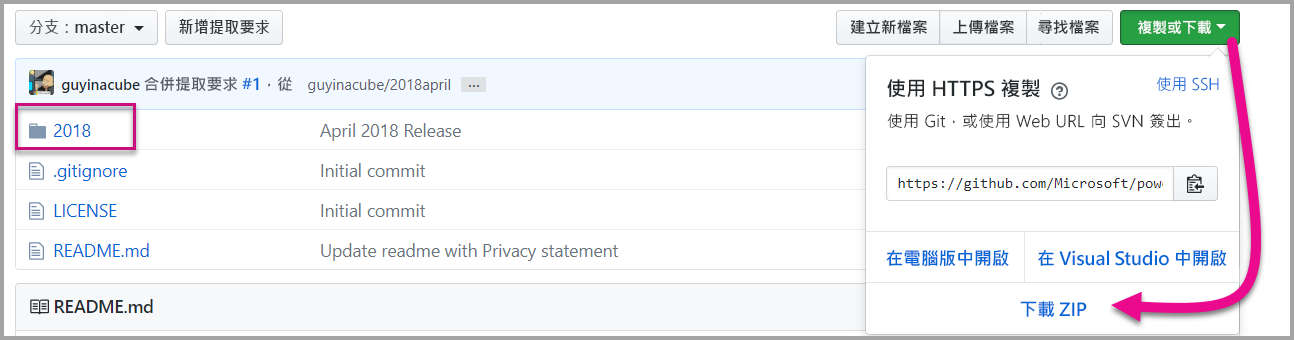 分支：master 新增提取要求 建立新檔案 上傳檔案 尋找檔案 複製或下載
guyinacube 合併提取要求 #1，從 guyinacube/2018april ...
2018 April 2018 Release
.gitignore Initial commit
LICENSE Initial commit
README.md Update readme with Privacy statement
README.md
使用 HTTPS 複製 ? 使用 SSH
使用 Git，或使用 Web URL 向 SVN 簽出。
https://github.com/Microsoft/pow
在電腦版中開啟 在 Visual Studio 中開啟
下載 ZIP